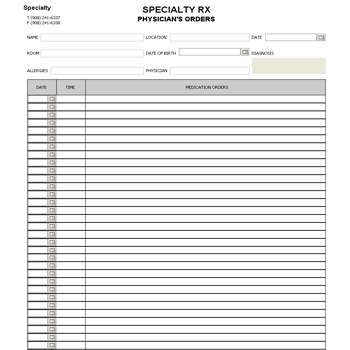 Specialty
SPECIALTY RX
T (908) 241-6337
PHYSICIAN'S ORDERS
F (908) 241-6338
NAME LOCATION DATE
ROOM DATE OF BIRTH DIAGNOSIS
ALLERGIES PHYSICIAN
DATE TIME MEDICATION ORDERS